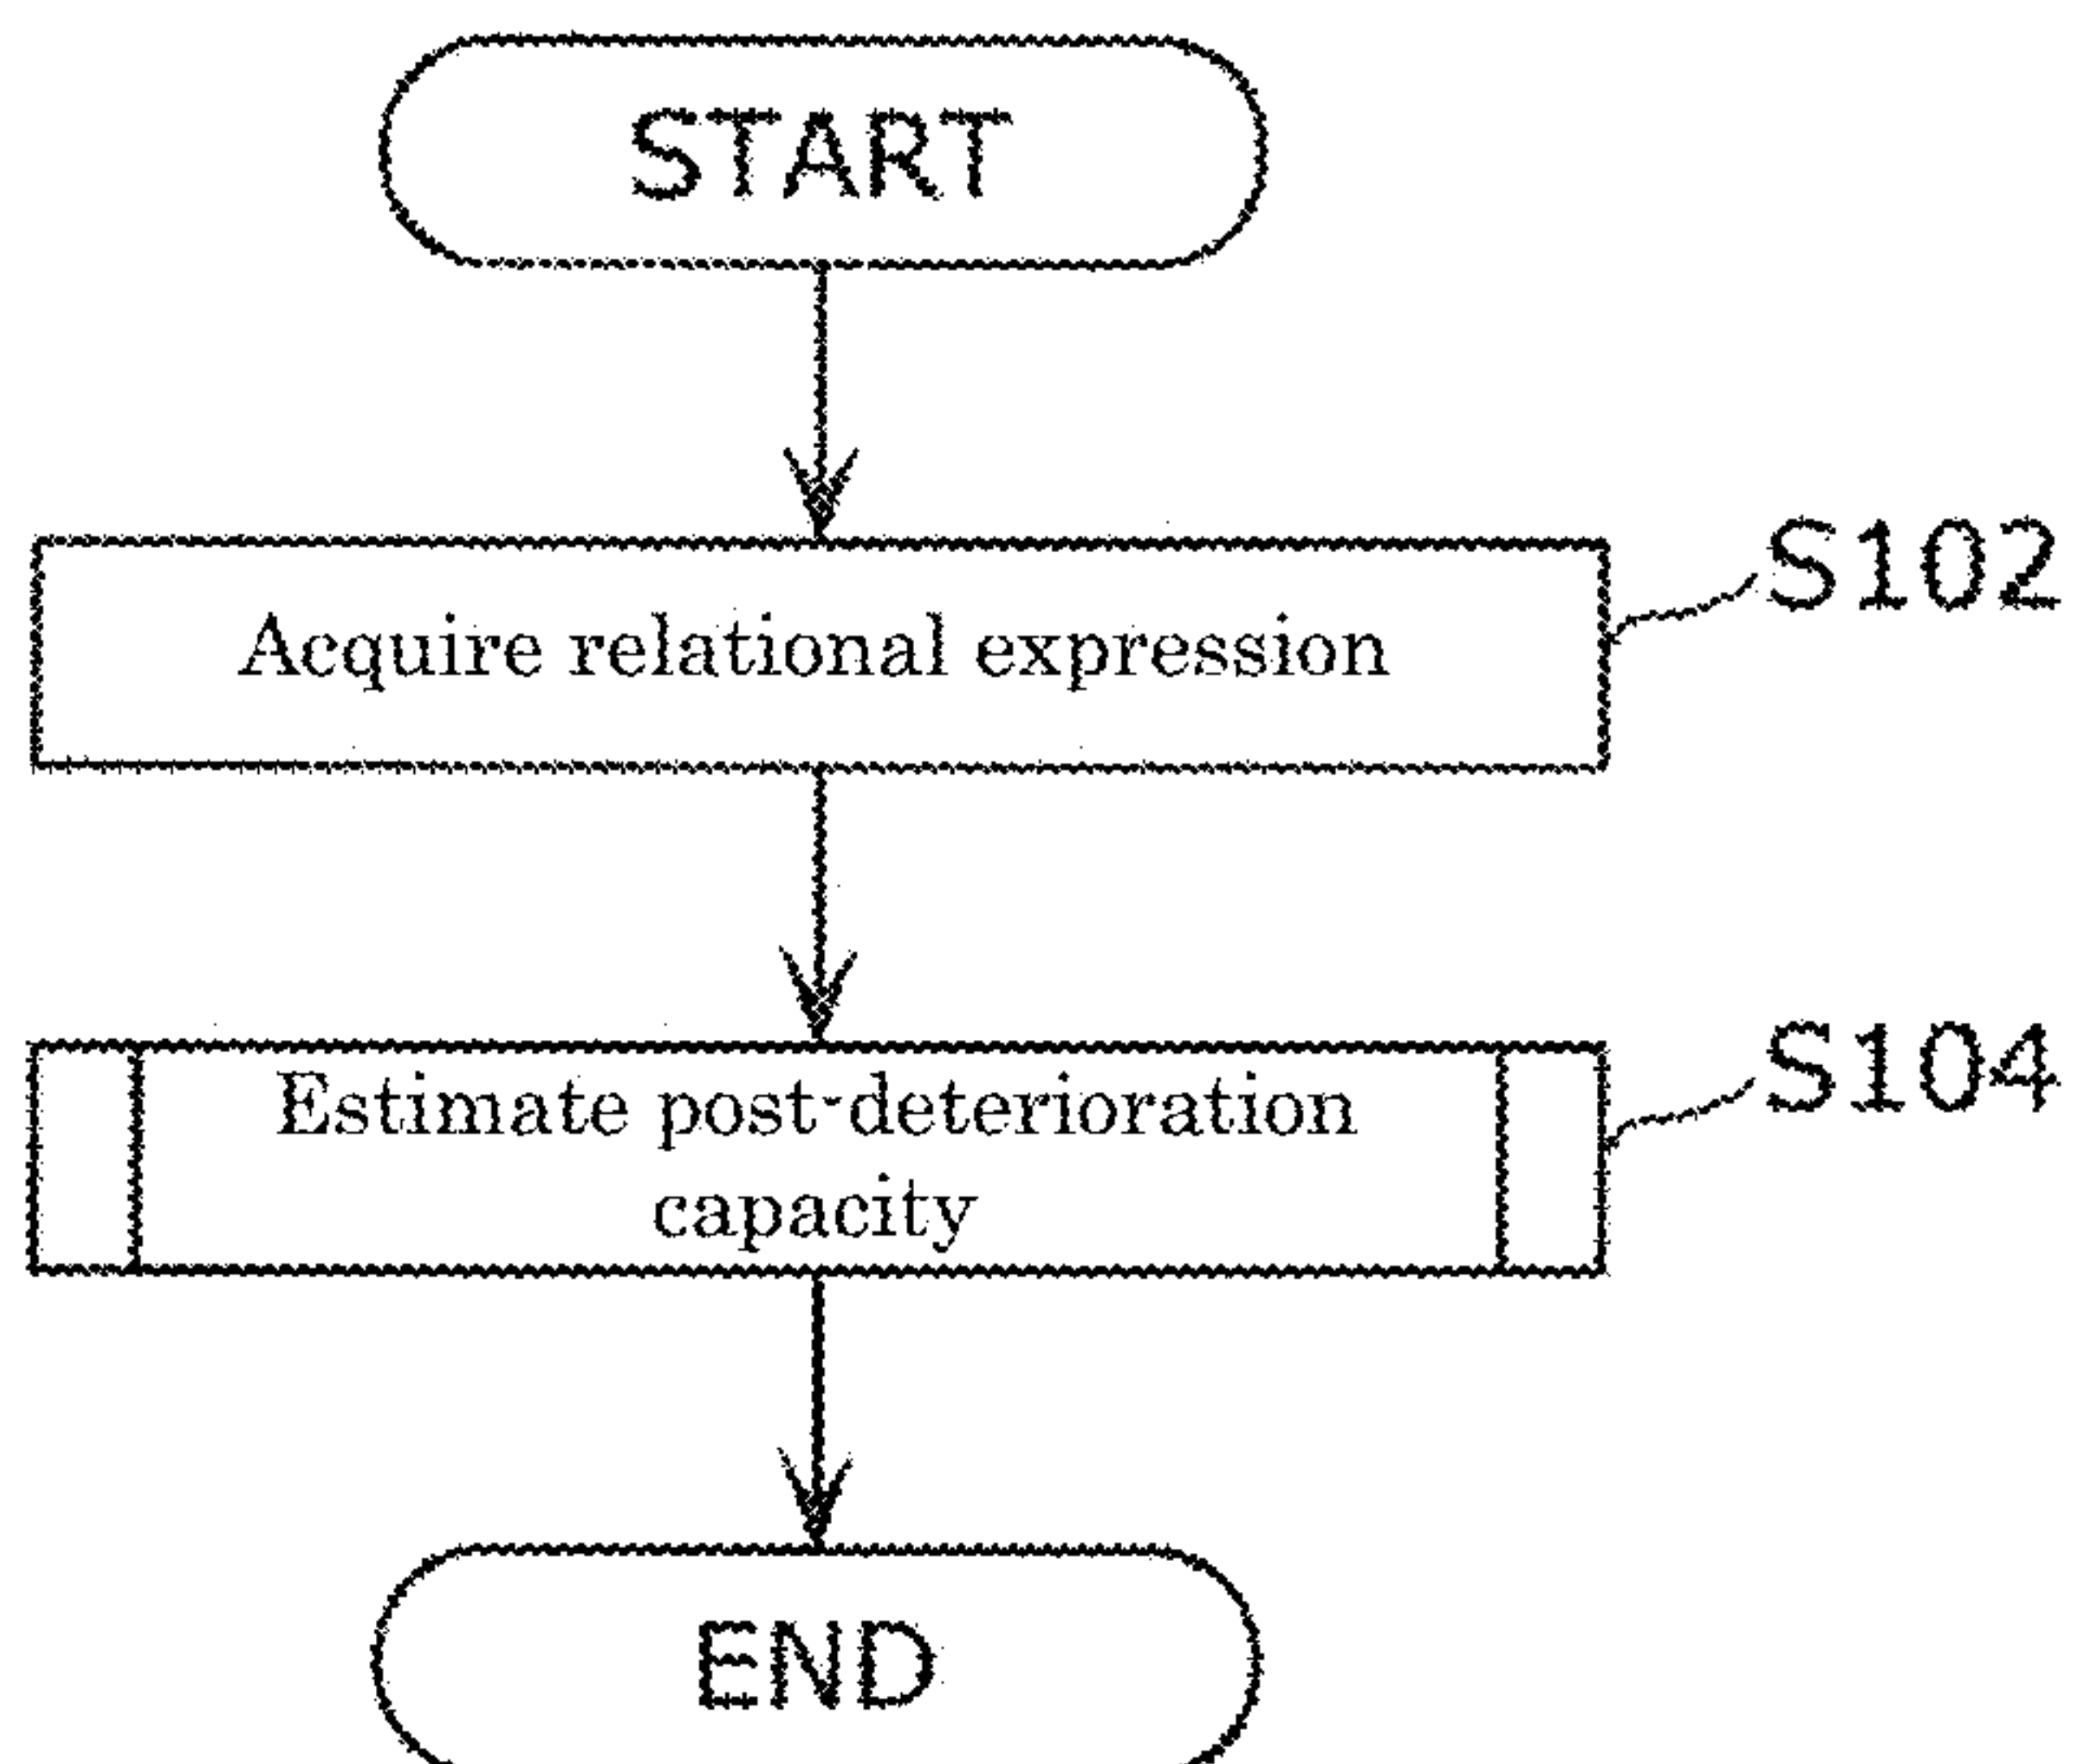 START
S102
Acquire relational expression
S104
Estimate post-deterioration
capacity
END